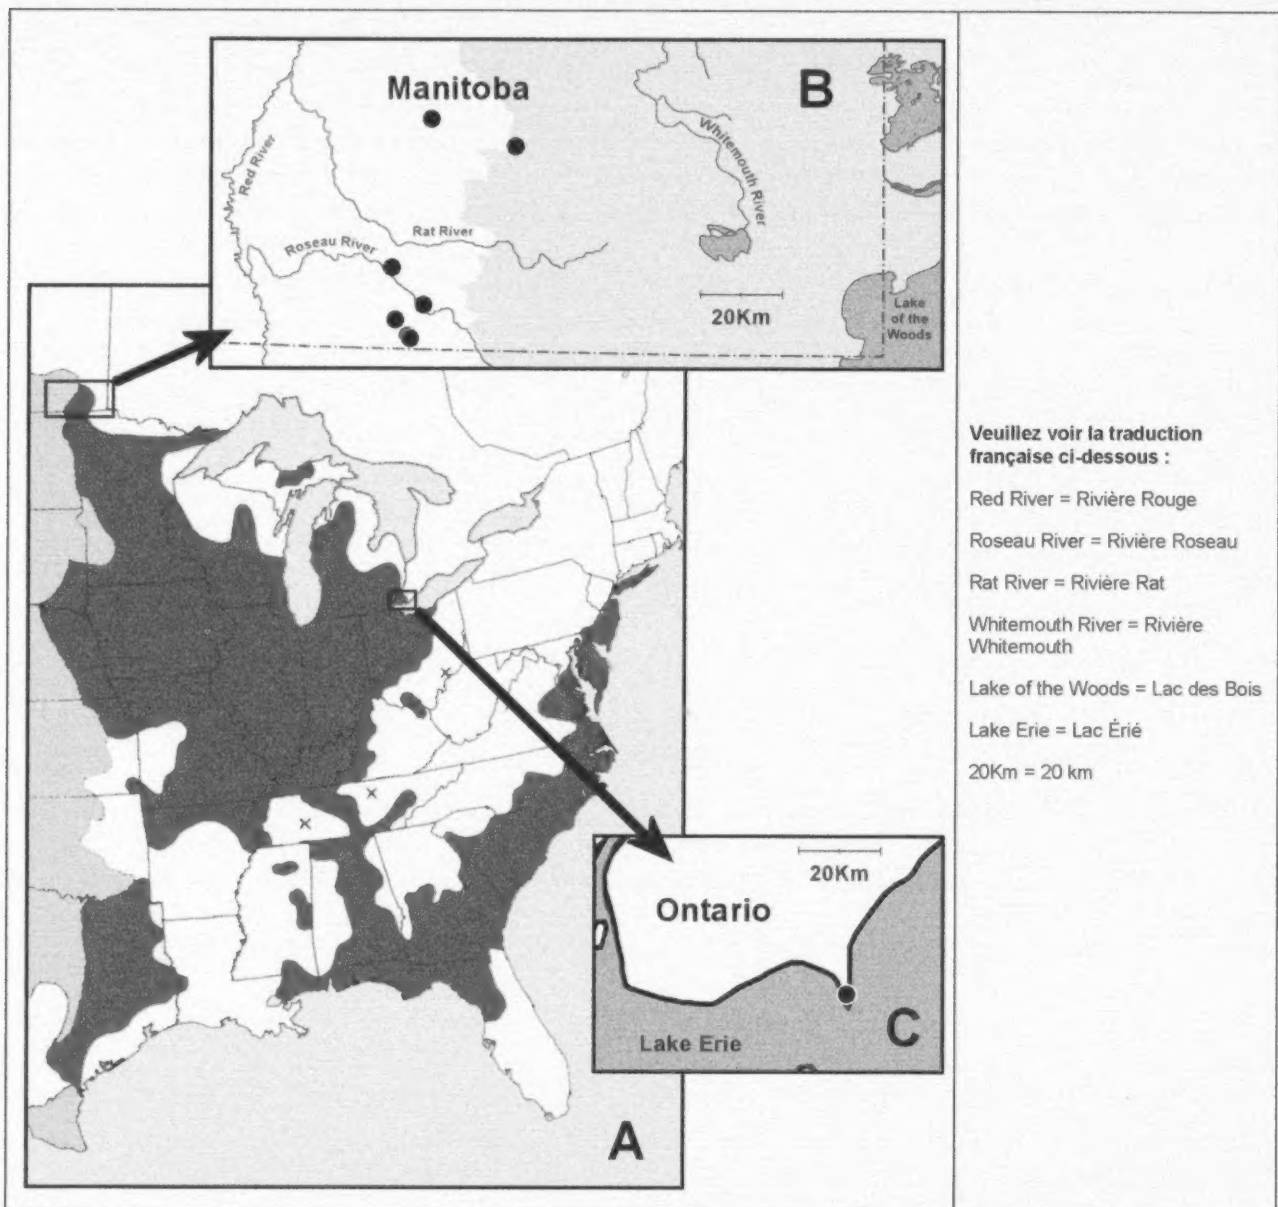 Manitoba
B
Red River
Whitemouth River
Rat River
Roseau River
20Km
Lake
of the
Woods
20Km
Ontario
Lake Erie
C
A
Veuillez voir la traduction
française ci-dessous :
Red River = Rivière Rouge
Roseau River = Rivière Roseau
Rat River = Rivière Rat
Whitemouth River = Rivière
Whitemouth
Lake of the Woods = Lac des Bois
Lake Erie = Lac Érié
20Km = 20 km